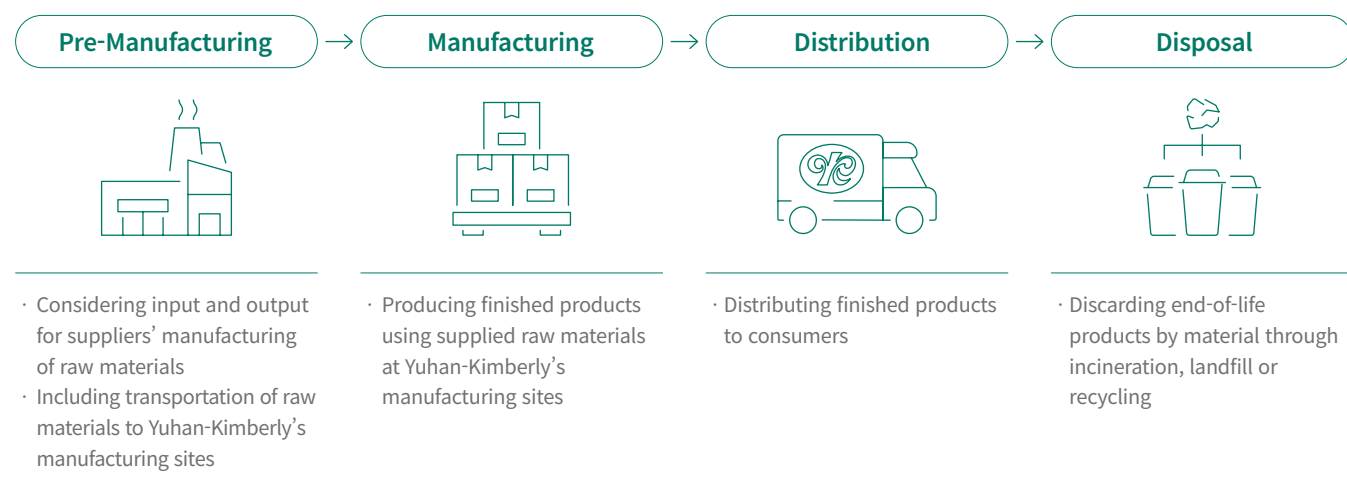 Pre-Manufacturing
Manufacturing
Distribution
Disposal
· Considering input and output
for suppliers’ manufacturing
of raw materials
· Including transportation of raw
materials to Yuhan-Kimberly’s
manufacturing sites
· Producing finished products
using supplied raw materials
at Yuhan-Kimberly’s
manufacturing sites
· Distributing finished products
to consumers
· Discarding end-of-life
products by material through
incineration, landfill or
recycling